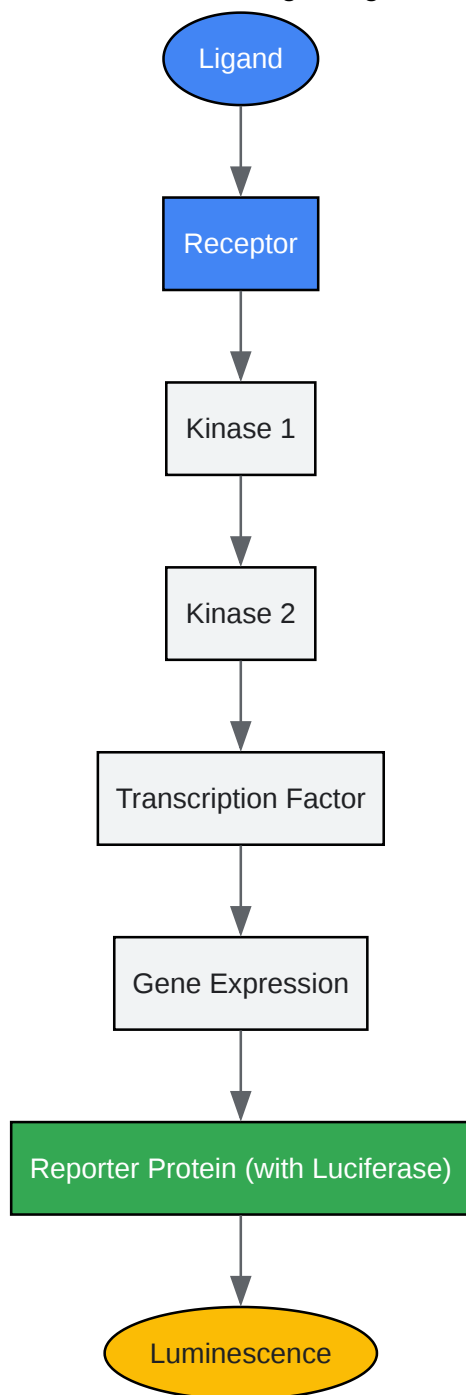 Ligand
Receptor
Kinase 1
Kinase 2
Transcription Factor
Gene Expression
Reporter Protein (with Luciferase)
Luminescence